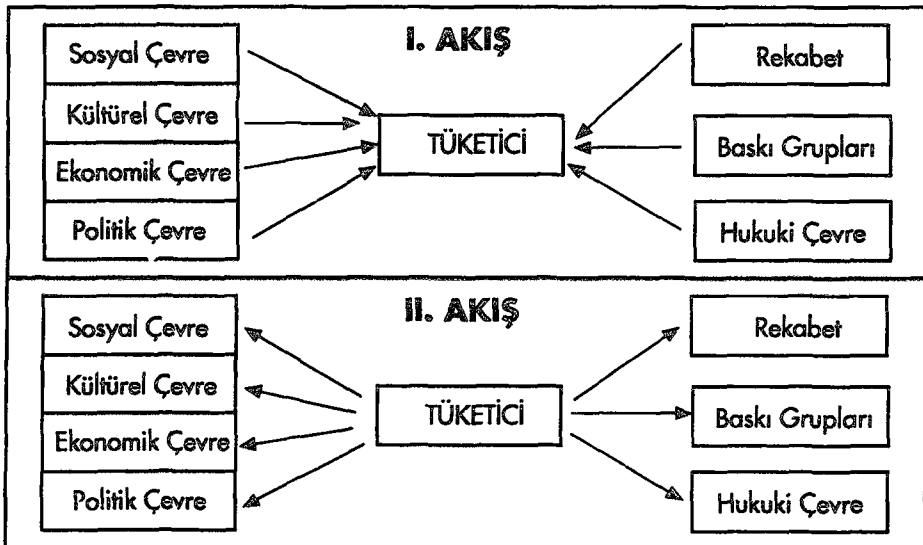 I. AKIŞ
Sosyal Çevre
Kültürel Çevre
Ekonomik Çevre
Politik Çevre
TÜKETİCİ
Rekabet
Baskı Grupları
Hukuki Çevre
II. AKIŞ
Sosyal Çevre
Kültürel Çevre
Ekonomik Çevre
Politik Çevre
TÜKETİCİ
Rekabet
Baskı Grupları
Hukuki Çevre